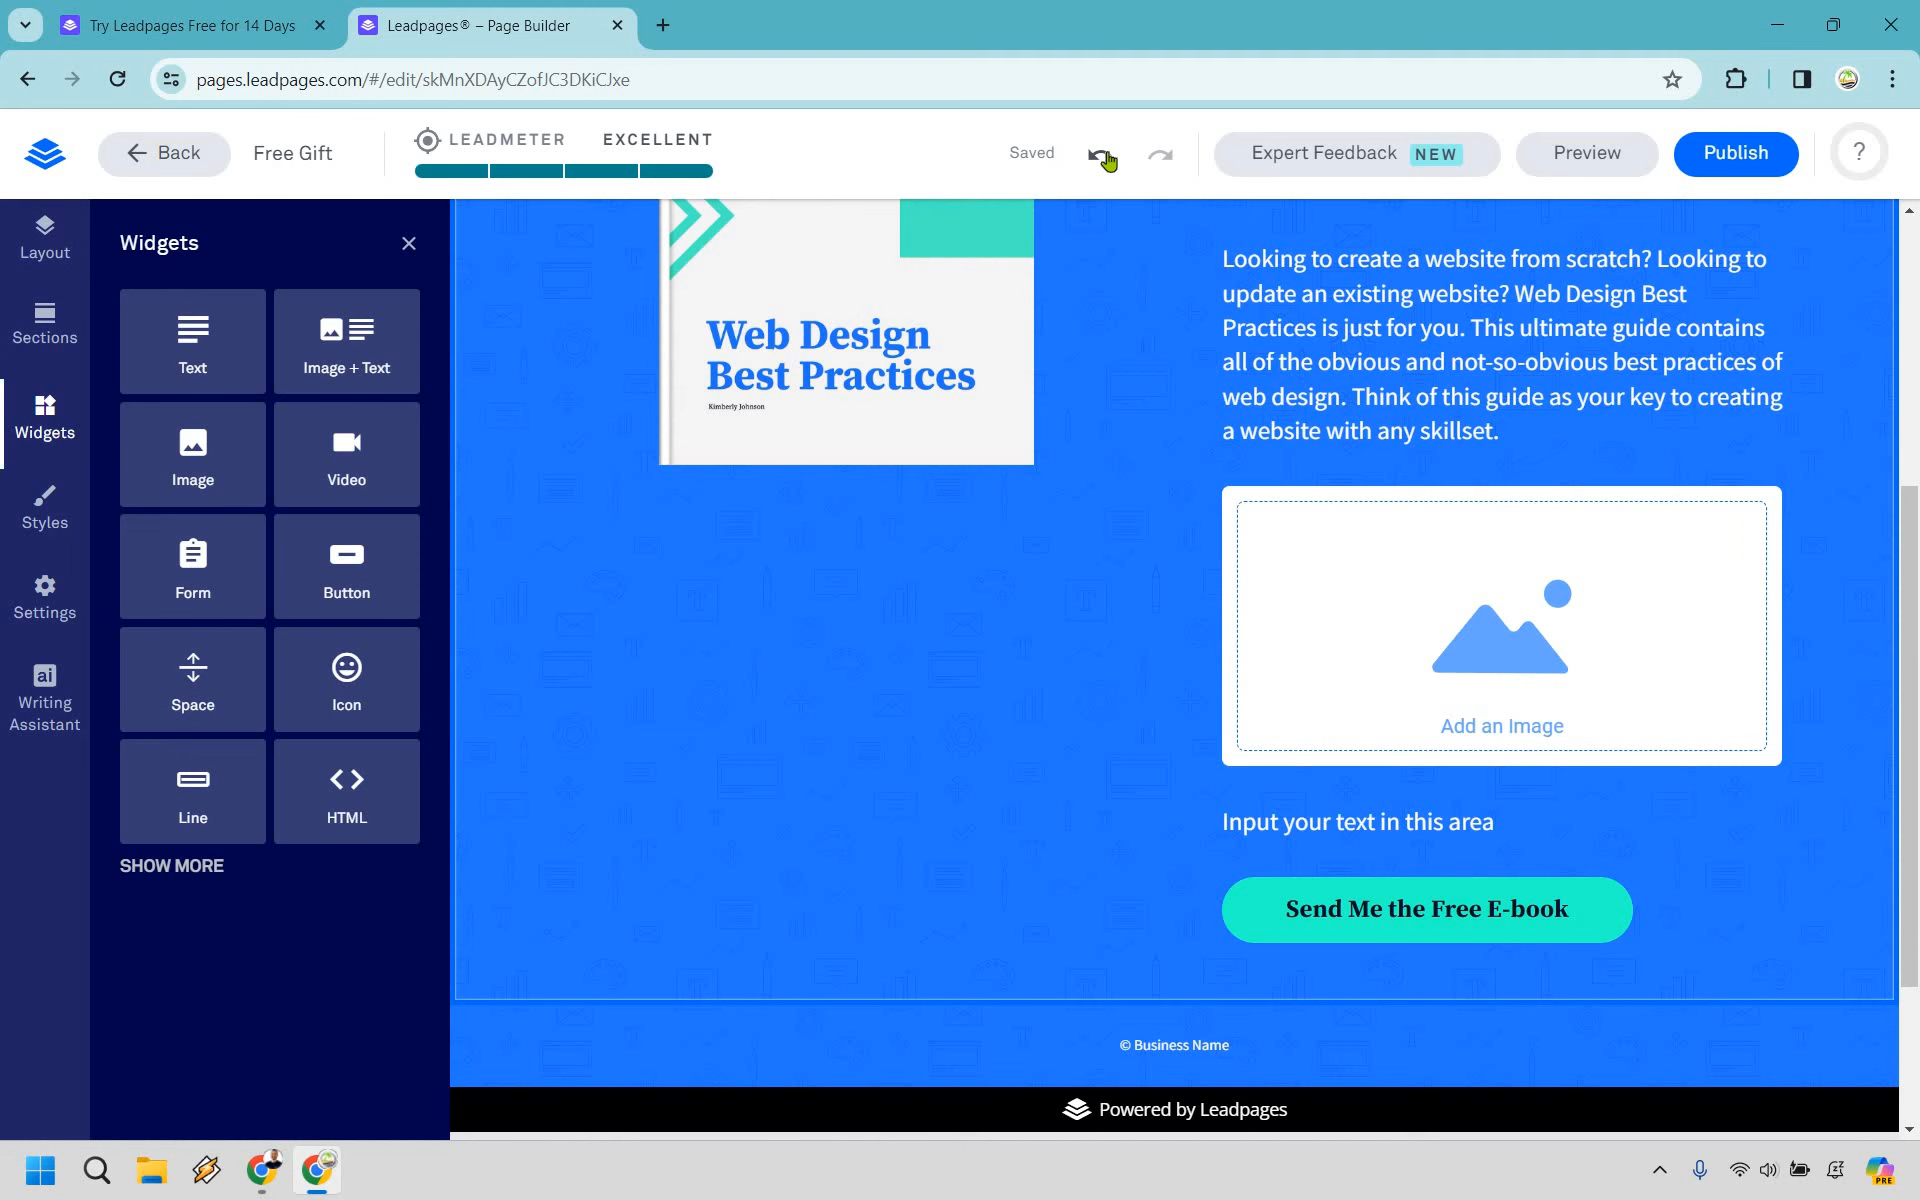 Try Leadpages Free for 14 Days
Leadpages® – Page Builder
pages.leadpages.com/#/edit/skMnXDAyCZofJC3DKiCJxe
Back
Free Gift
LEADMETER
EXCELLENT
Saved
Expert Feedback NEW
Preview
Publish
?
Layout
Sections
Widgets
Styles
Settings
ai
Writing
Assistant
Widgets
Text
Image + Text
Image
Video
Form
Button
Space
Icon
Line
HTML
SHOW MORE
Web Design
Best Practices
Kimberly Johnson
Looking to create a website from scratch? Looking to
update an existing website? Web Design Best
Practices is just for you. This ultimate guide contains
all of the obvious and not-so-obvious best practices of
web design. Think of this guide as your key to creating
a website with any skillset.
Add an Image
Input your text in this area
Send Me the Free E-book
© Business Name
Powered by Leadpages
PRE